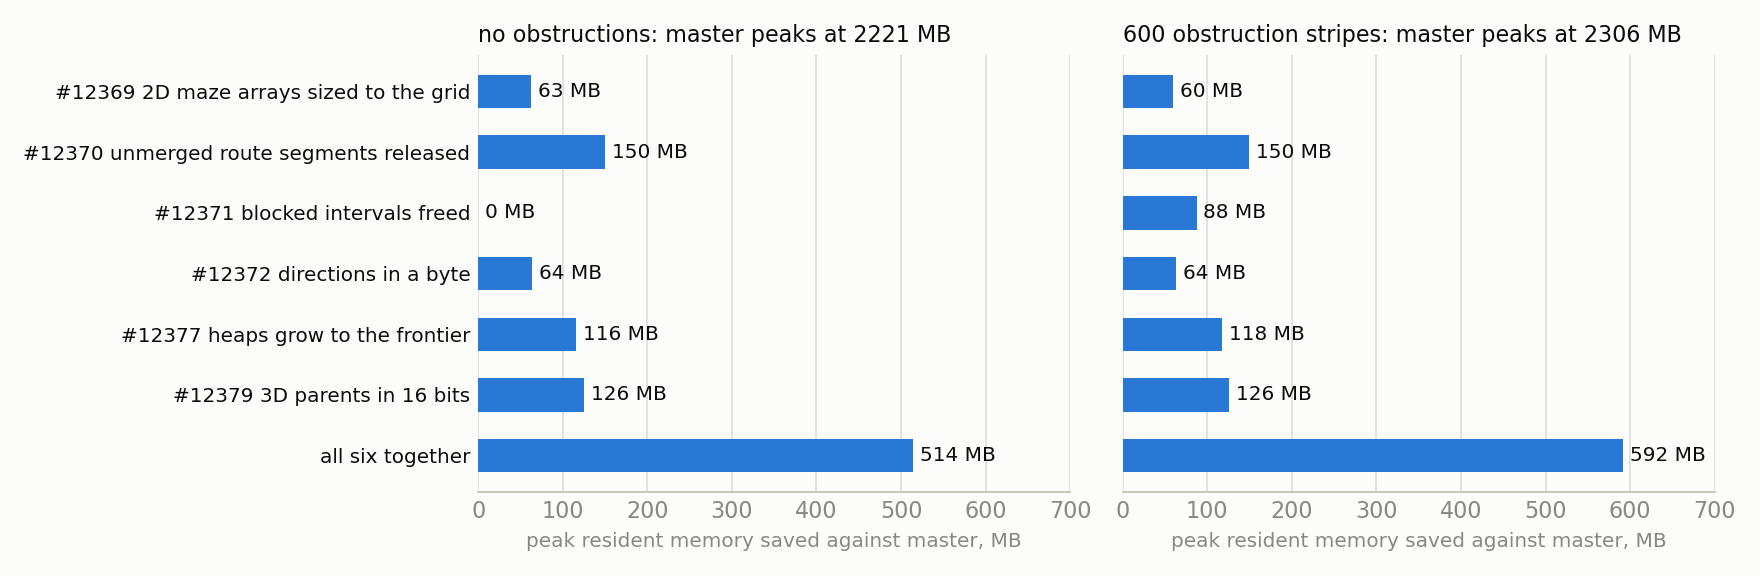 no obstructions: master peaks at 2221 MB
600 obstruction stripes: master peaks at 2306 MB
#12369 2D maze arrays sized to the grid 63 MB 60 MB
#12370 unmerged route segments released 150 MB 150 MB
#12371 blocked intervals freed 0 MB 88 MB
#12372 directions in a byte 64 MB 64 MB
#12377 heaps grow to the frontier 116 MB 118 MB
#12379 3D parents in 16 bits 126 MB 126 MB
all six together 514 MB 592 MB
0 100 200 300 400 500 600 700 0 100 200 300 400 500 600 700
peak resident memory saved against master, MB
peak resident memory saved against master, MB